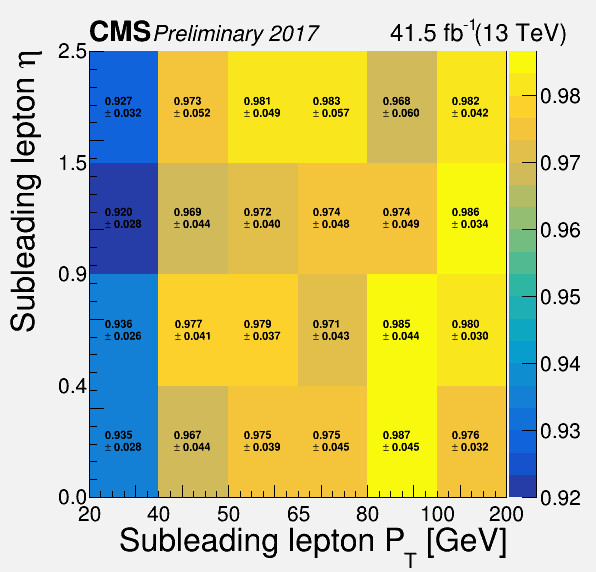 CMS Preliminary 2017 41.5 fb-1(13 TeV)
Subleading lepton η
2.5
1.5
0.9
0.4
0.0
0.927 0.973 0.981 0.983 0.968 0.982
± 0.032 ± 0.052 ± 0.049 ± 0.057 ± 0.060 ± 0.042
0.920 0.969 0.972 0.974 0.974 0.986
± 0.028 ± 0.044 ± 0.040 ± 0.048 ± 0.049 ± 0.034
0.936 0.977 0.979 0.971 0.985 0.980
± 0.026 ± 0.041 ± 0.037 ± 0.043 ± 0.044 ± 0.030
0.935 0.967 0.975 0.975 0.987 0.976
± 0.028 ± 0.044 ± 0.039 ± 0.045 ± 0.045 ± 0.032
0.98
0.97
0.96
0.95
0.94
0.93
0.92
20 40 50 65 80 100 200
Subleading lepton PT [GeV]